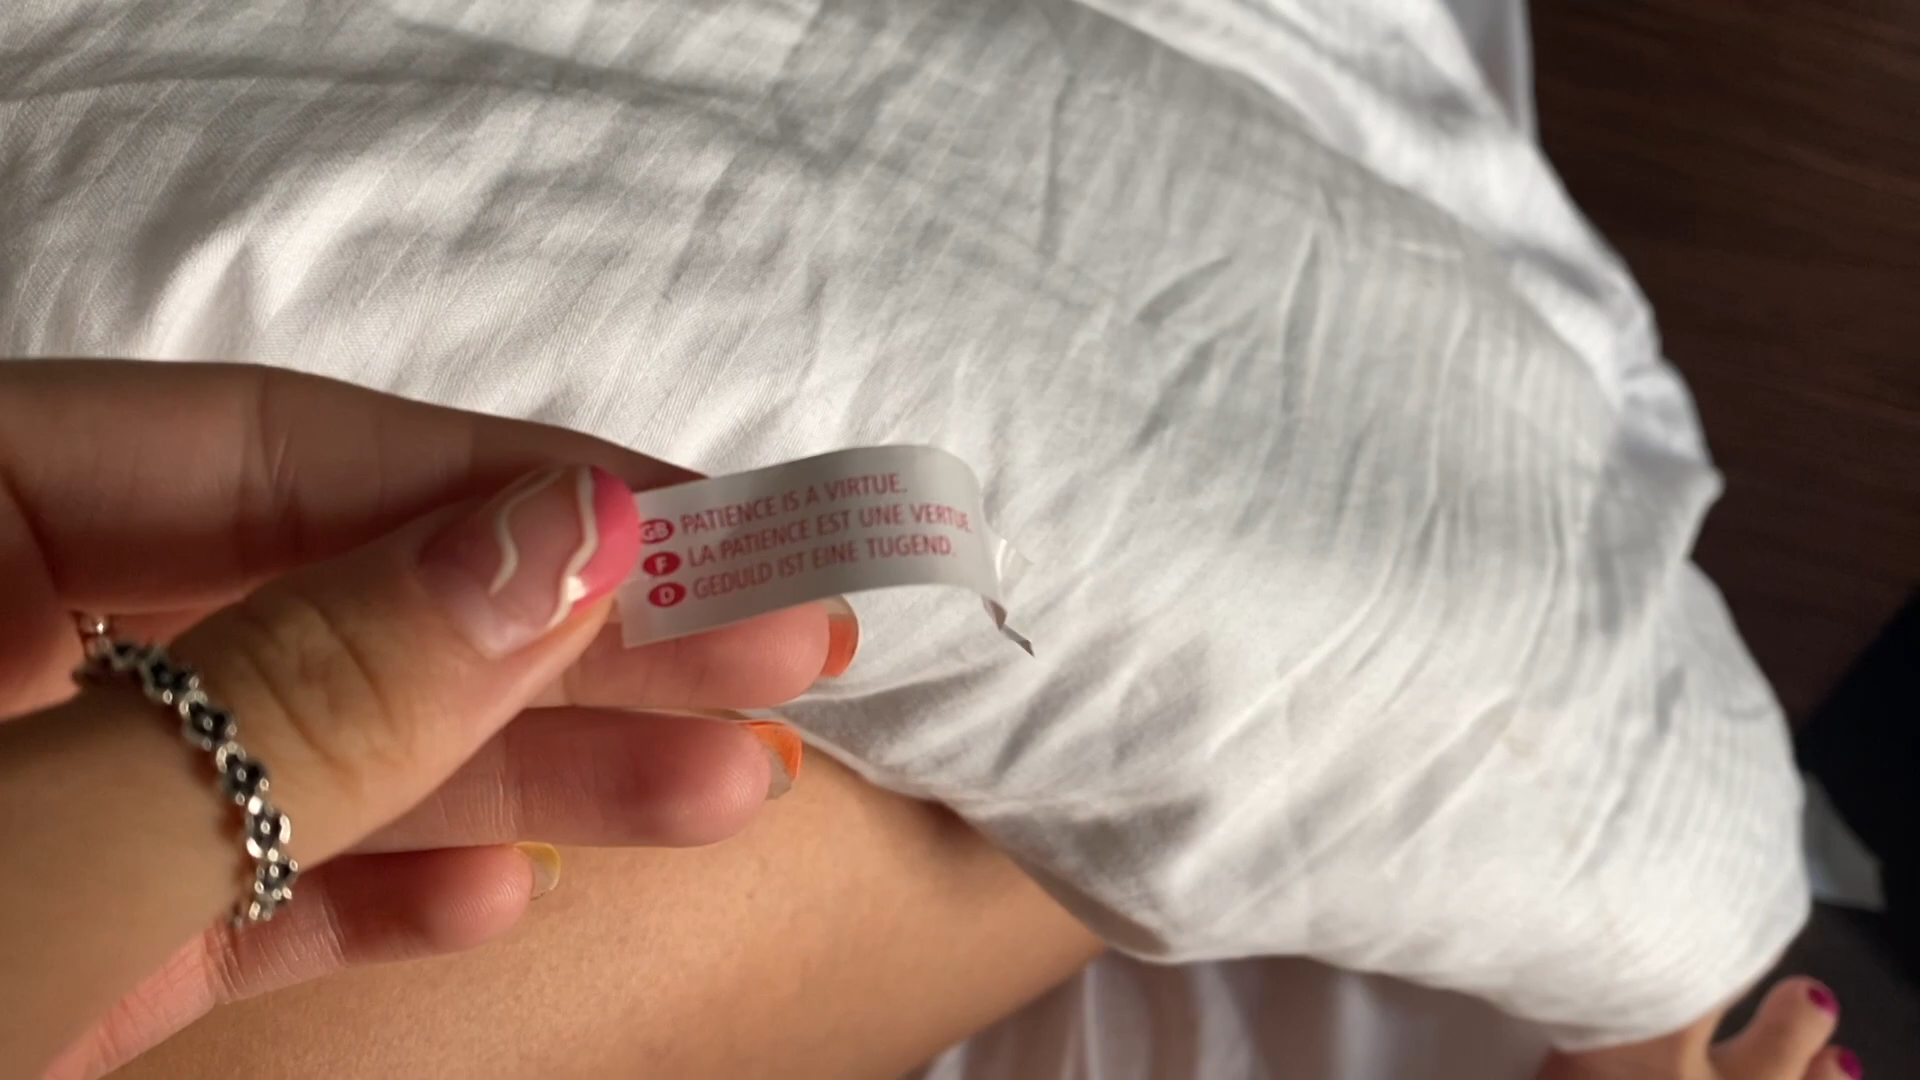 GB PATIENCE IS A VIRTUE.
F LA PATIENCE EST UNE VERTUE.
D GEDULD IST EINE TUGEND.